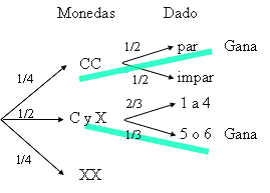 Monedas Dado
1/2 par Gana
CC
1/4 1/2 impar
2/3 1 a 4
1/2 C y X
1/3 5 o 6 Gana
1/4
XX